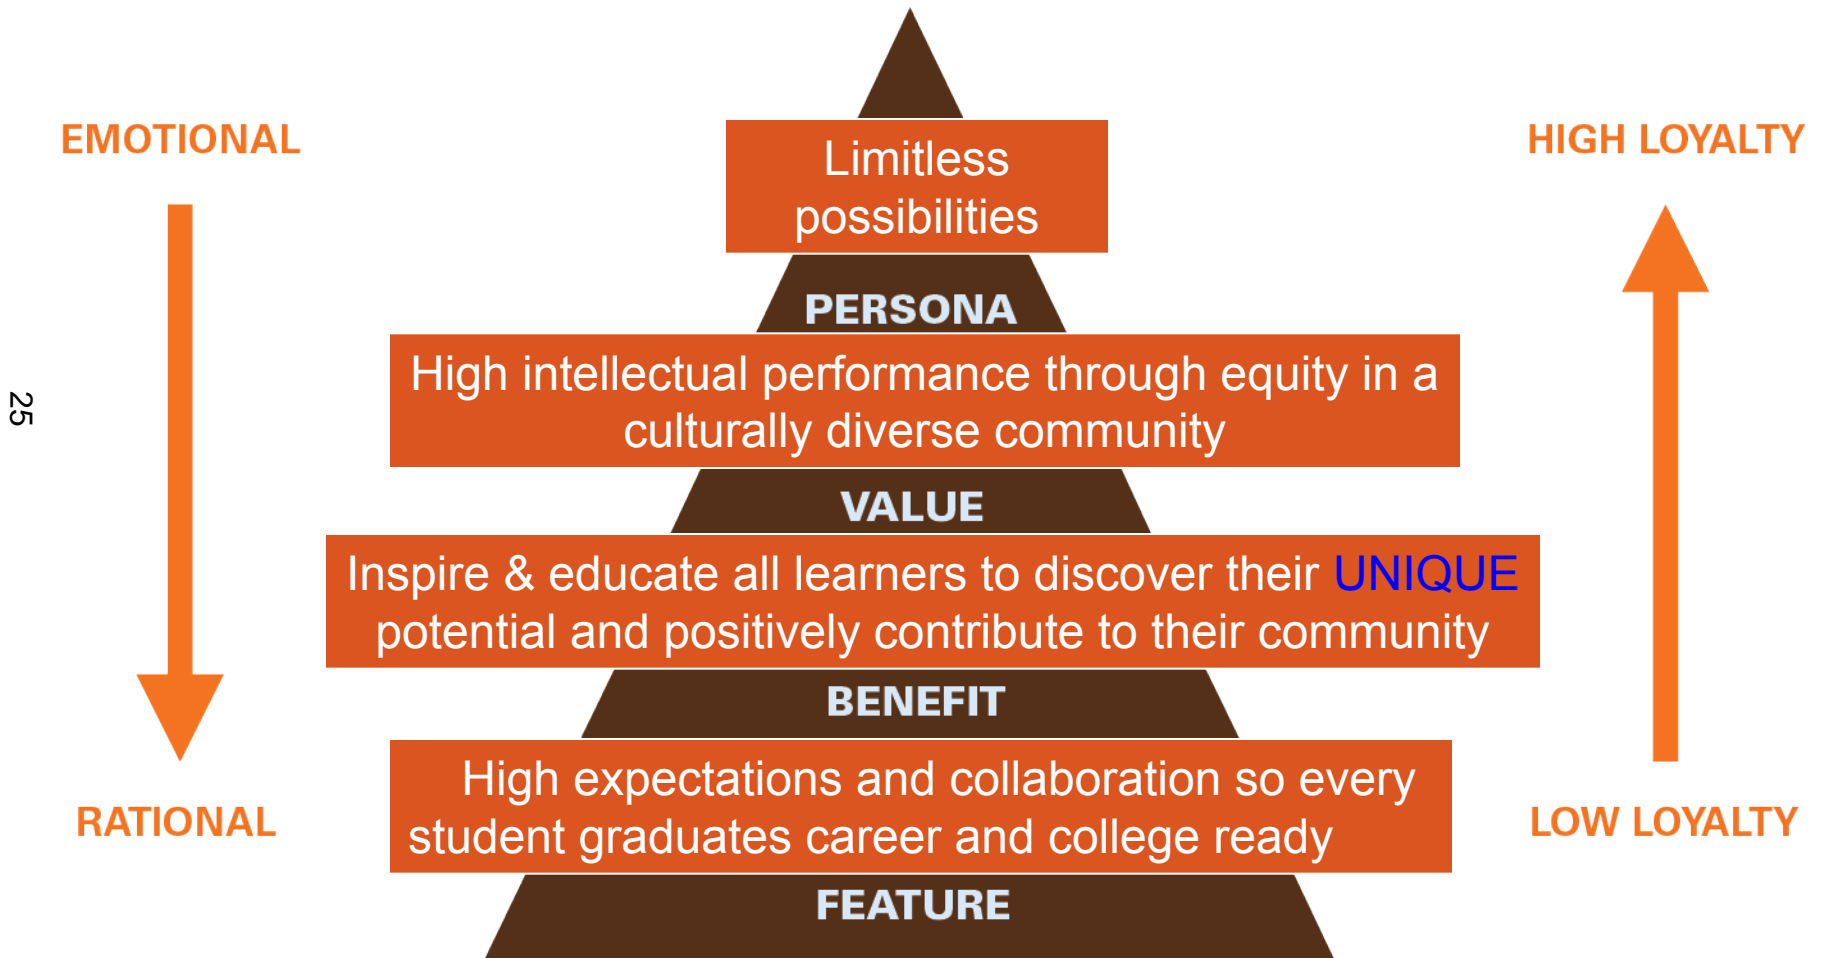 EMOTIONAL
HIGH LOYALTY
Limitless
possibilities
PERSONA
High intellectual performance through equity in a
culturally diverse community
25
VALUE
Inspire & educate all learners to discover their UNIQUE
potential and positively contribute to their community
BENEFIT
High expectations and collaboration so every
student graduates career and college ready
RATIONAL
LOW LOYALTY
FEATURE